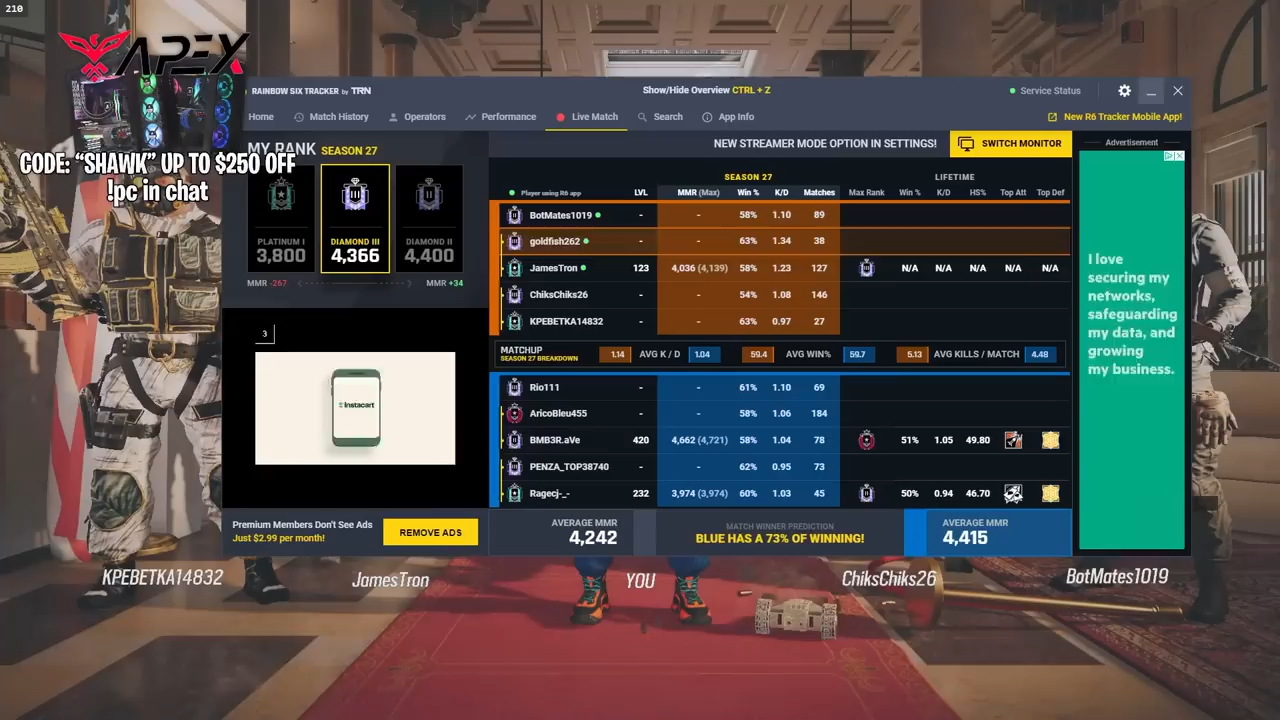 210
APEX
CODE: “SHAWK” UP TO $250 OFF
!pc in chat
RAINBOW SIX TRACKER by TRN
Show/Hide Overview CTRL + Z
Service Status
Home Match History Operators Performance Live Match Search App Info
New R6 Tracker Mobile App!
MY RANK SEASON 27
PLATINUM I
3,800
DIAMOND III
4,366
DIAMOND II
4,400
MMR -267
MMR +34
3
instacart
Premium Members Don't See Ads
Just $2.99 per month!
REMOVE ADS
NEW STREAMER MODE OPTION IN SETTINGS!
SWITCH MONITOR
SEASON 27 LIFETIME
Player using R6 app LVL MMR (Max) Win % K/D Matches Max Rank Win % K/D HS% Top Att Top Def
BotMates1019 - - 58% 1.10 89
goldfish262 - - 63% 1.34 38
JamesTron 123 4,036 (4,139) 58% 1.23 127 N/A N/A N/A N/A N/A
ChiksChiks26 - - 54% 1.08 146
KPEBETKA14832 - - 63% 0.97 27
MATCHUP
SEASON 27 BREAKDOWN
1.14 AVG K / D 1.04 59.4 AVG WIN% 59.7 5.13 AVG KILLS / MATCH 4.48
Rio111 - - 61% 1.10 69
AricoBleu455 - - 58% 1.06 184
BMB3R.aVe 420 4,662 (4,721) 58% 1.04 78 51% 1.05 49.80
PENZA_TOP38740 - - 62% 0.95 73
Ragecj-_- 232 3,974 (3,974) 60% 1.03 45 50% 0.94 46.70
AVERAGE MMR
4,242
MATCH WINNER PREDICTION
BLUE HAS A 73% OF WINNING!
AVERAGE MMR
4,415
Advertisement
I love
securing my
networks,
safeguarding
my data, and
growing
my business.
KPEBETKA14832
JamesTron
YOU
ChiksChiks26
BotMates1019